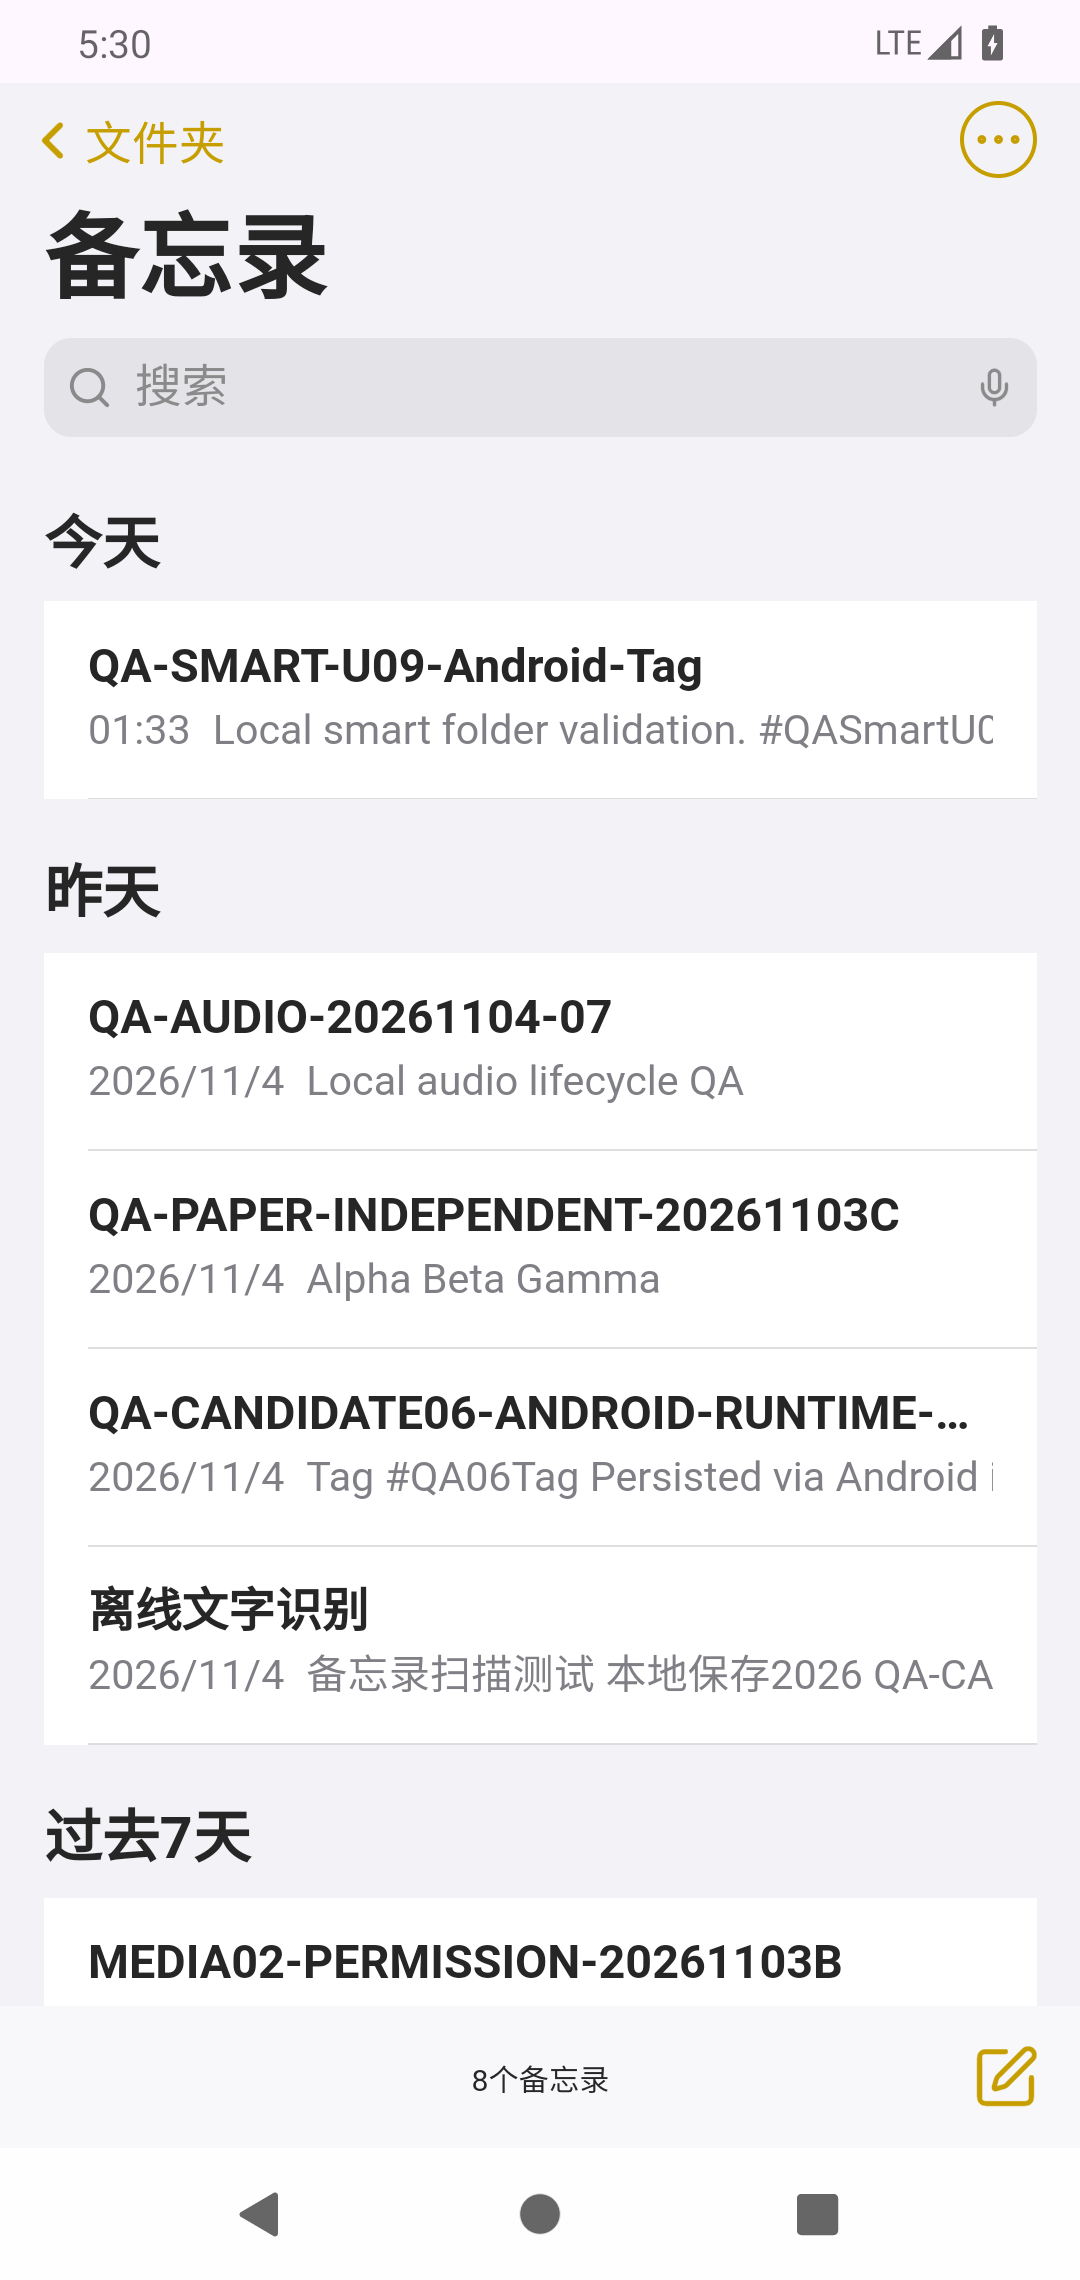 5:30
LTE
文件夹
备忘录
搜索
今天
QA-SMART-U09-Android-Tag
01:33 Local smart folder validation. #QASmartU0
昨天
QA-AUDIO-20261104-07
2026/11/4 Local audio lifecycle QA
QA-PAPER-INDEPENDENT-20261103C
2026/11/4 Alpha Beta Gamma
QA-CANDIDATE06-ANDROID-RUNTIME-...
2026/11/4 Tag #QA06Tag Persisted via Android
离线文字识别
2026/11/4 备忘录扫描测试 本地保存2026 QA-CA
过去7天
MEDIA02-PERMISSION-20261103B
8个备忘录